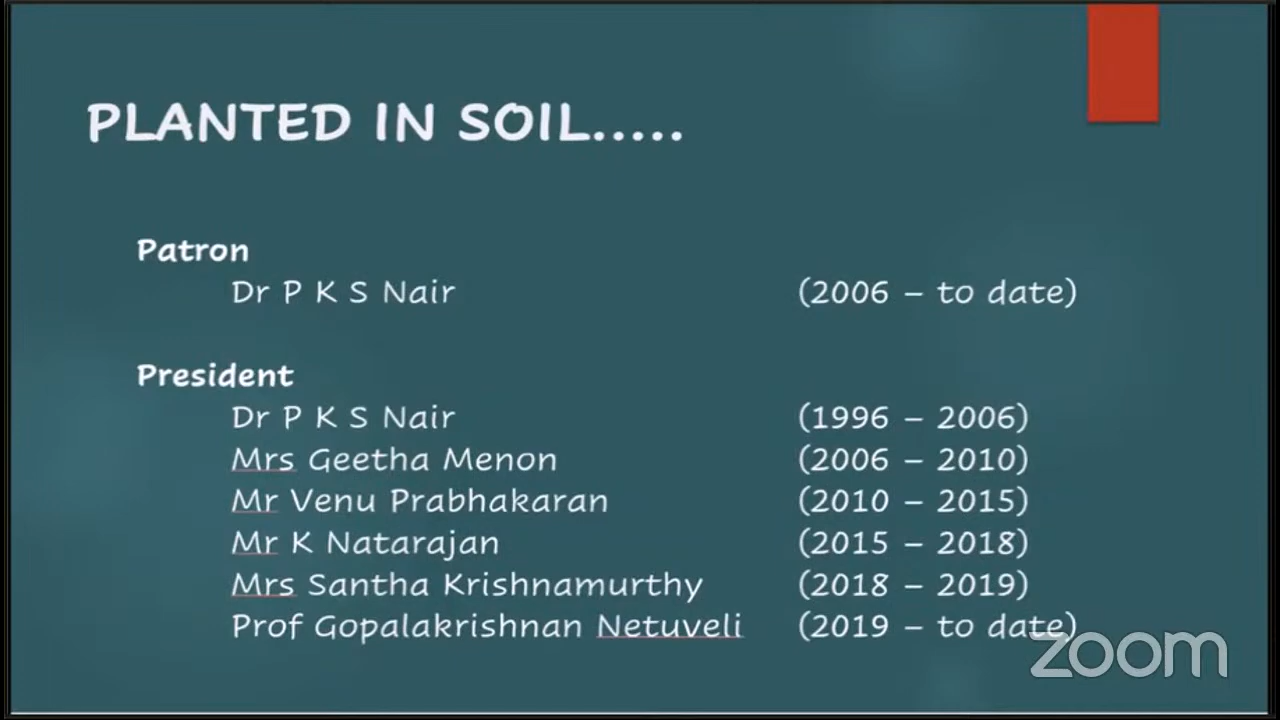 PLANTED IN SOIL.....
Patron
Dr P K S Nair (2006 – to date)
President
Dr P K S Nair (1996 – 2006)
Mrs Geetha Menon (2006 – 2010)
Mr Venu Prabhakaran (2010 – 2015)
Mr K Natarajan (2015 – 2018)
Mrs Santha Krishnamurthy (2018 – 2019)
Prof Gopalakrishnan Netuveli (2019 – to date)
zoom